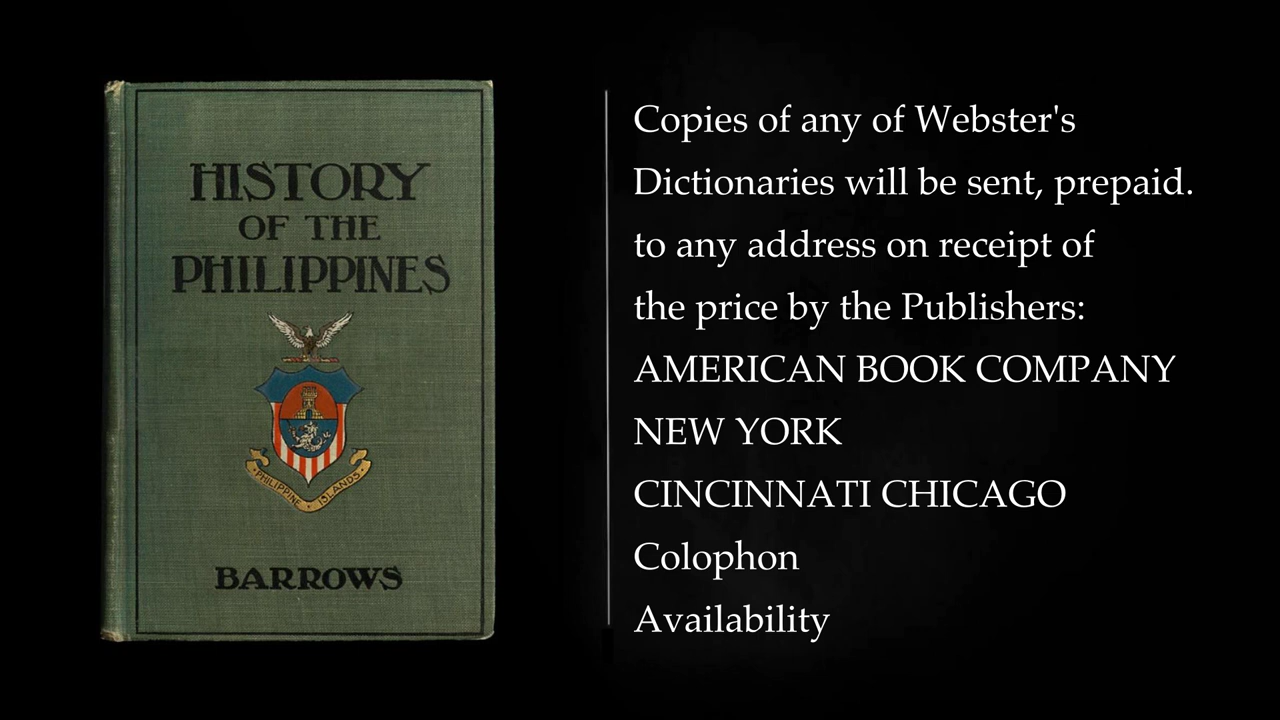 HISTORY
OF THE
PHILIPPINES
PHILIPPINE ISLANDS
BARROWS
Copies of any of Webster's
Dictionaries will be sent, prepaid.
to any address on receipt of
the price by the Publishers:
AMERICAN BOOK COMPANY
NEW YORK
CINCINNATI CHICAGO
Colophon
Availability